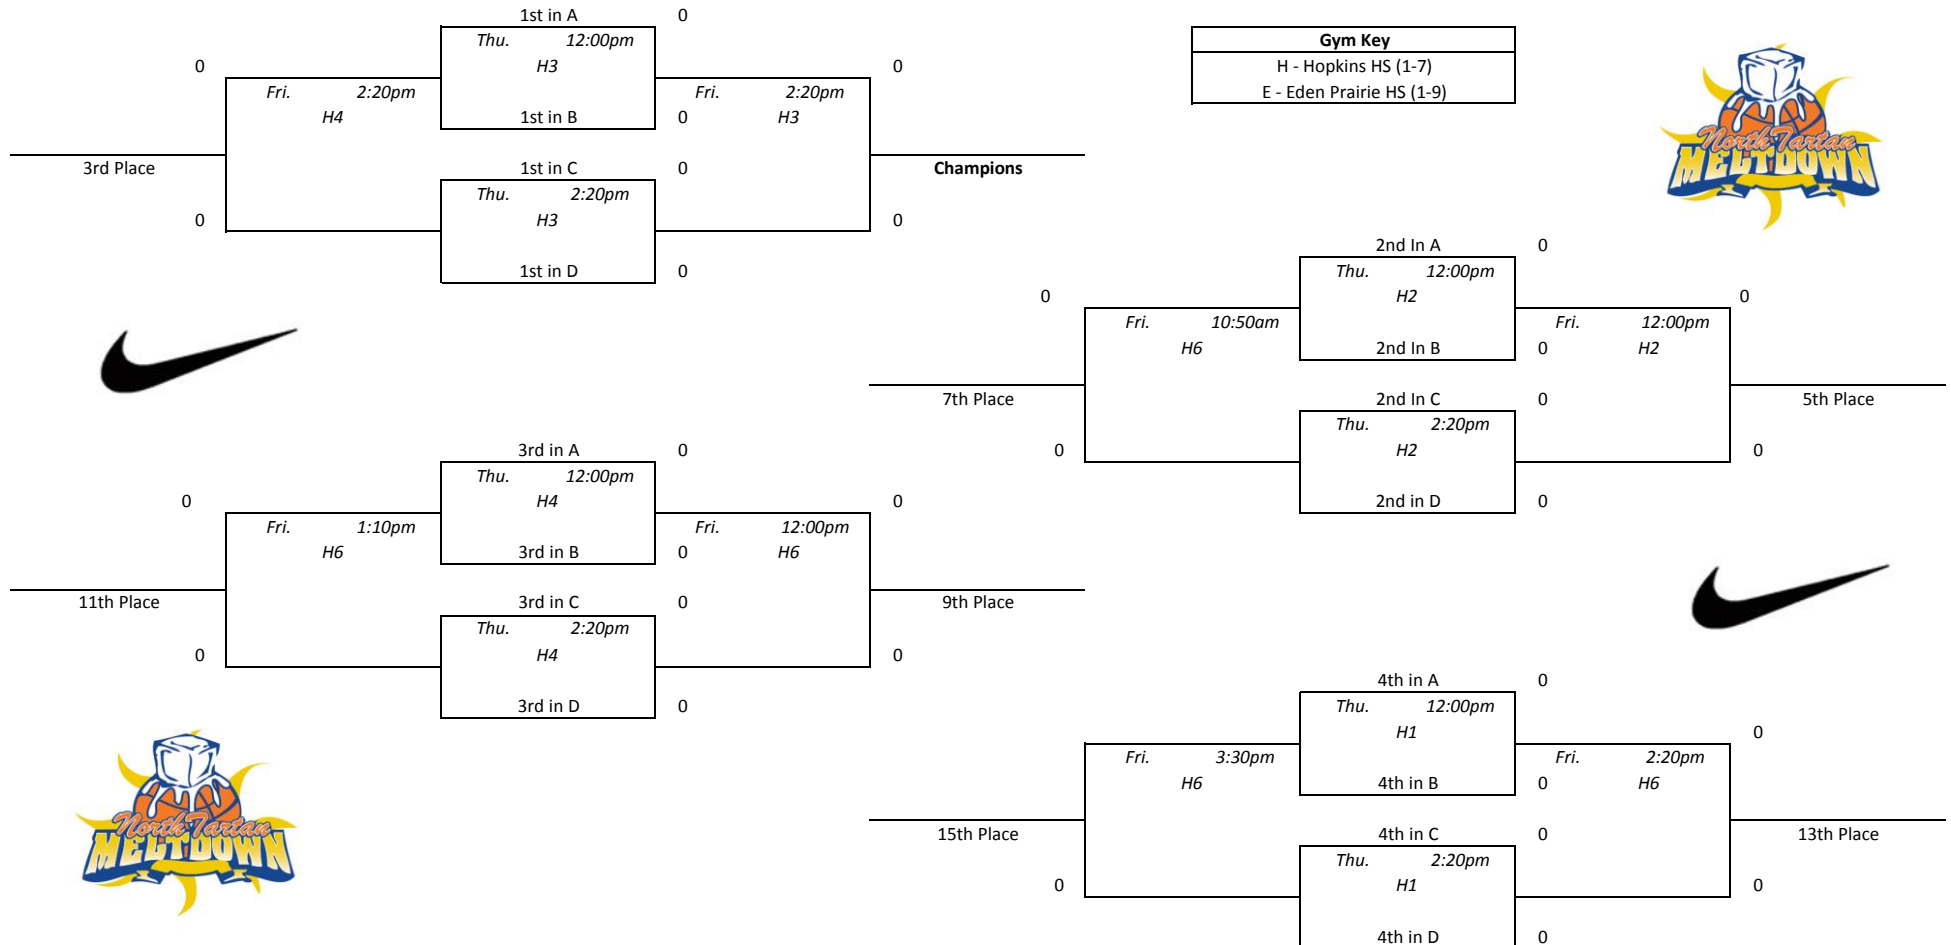 1st in A 0
Thu. 12:00pm
Gym Key
0 H3 0 H - Hopkins HS (1-7)
Fri. 2:20pm Fri. 2:20pm E - Eden Prairie HS (1-9)
H4 1st in B 0 H3
North Tartan
MELTDOWN
3rd Place 1st in C 0 Champions
Thu. 2:20pm
0 H3 0
2nd In A 0
1st in D 0 Thu. 12:00pm
0 H2 0
Fri. 10:50am Fri. 12:00pm
H6 2nd In B 0 H2
7th Place 2nd In C 0 5th Place
Thu. 2:20pm
3rd in A 0 0 H2 0
Thu. 12:00pm
0 H4 0 2nd in D 0
Fri. 1:10pm Fri. 12:00pm
H6 3rd in B 0 H6
11th Place 3rd in C 0 9th Place
Thu. 2:20pm
0 H4 0
4th in A 0
3rd in D 0 Thu. 12:00pm
H1 0
Fri. 3:30pm Fri. 2:20pm
H6 4th in B 0 H6
North Tartan
MELTDOWN
15th Place 4th in C 0 13th Place
Thu. 2:20pm
0 H1 0
4th in D 0